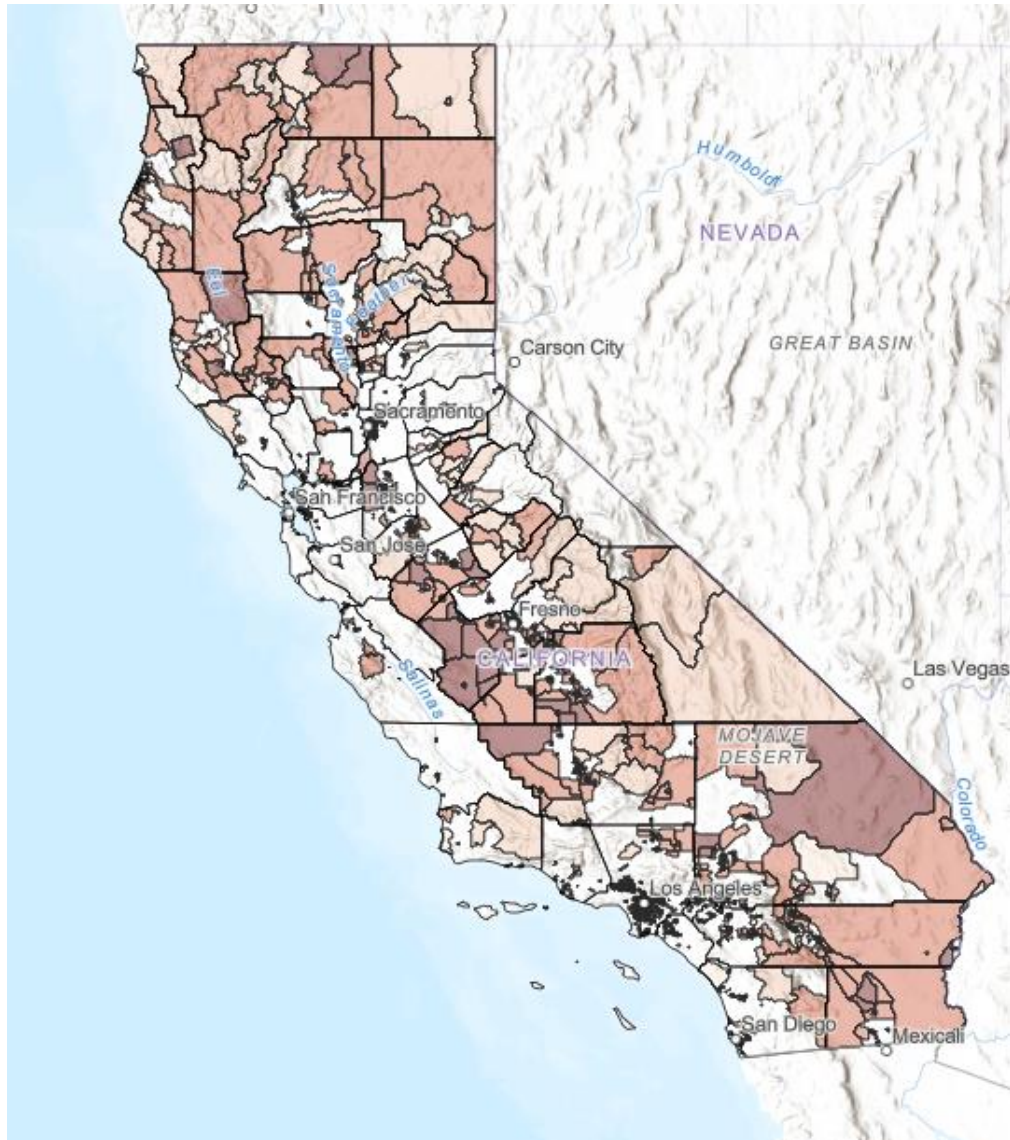 Humboldt
NEVADA
Eel
Sacramento
Feather
Carson City
GREAT BASIN
Sacramento
San Francisco
San Jose
Fresno
CALIFORNIA
Salinas
Las Vegas
MOJAVE
DESERT
Colorado
Los Angeles
San Diego
Mexicali